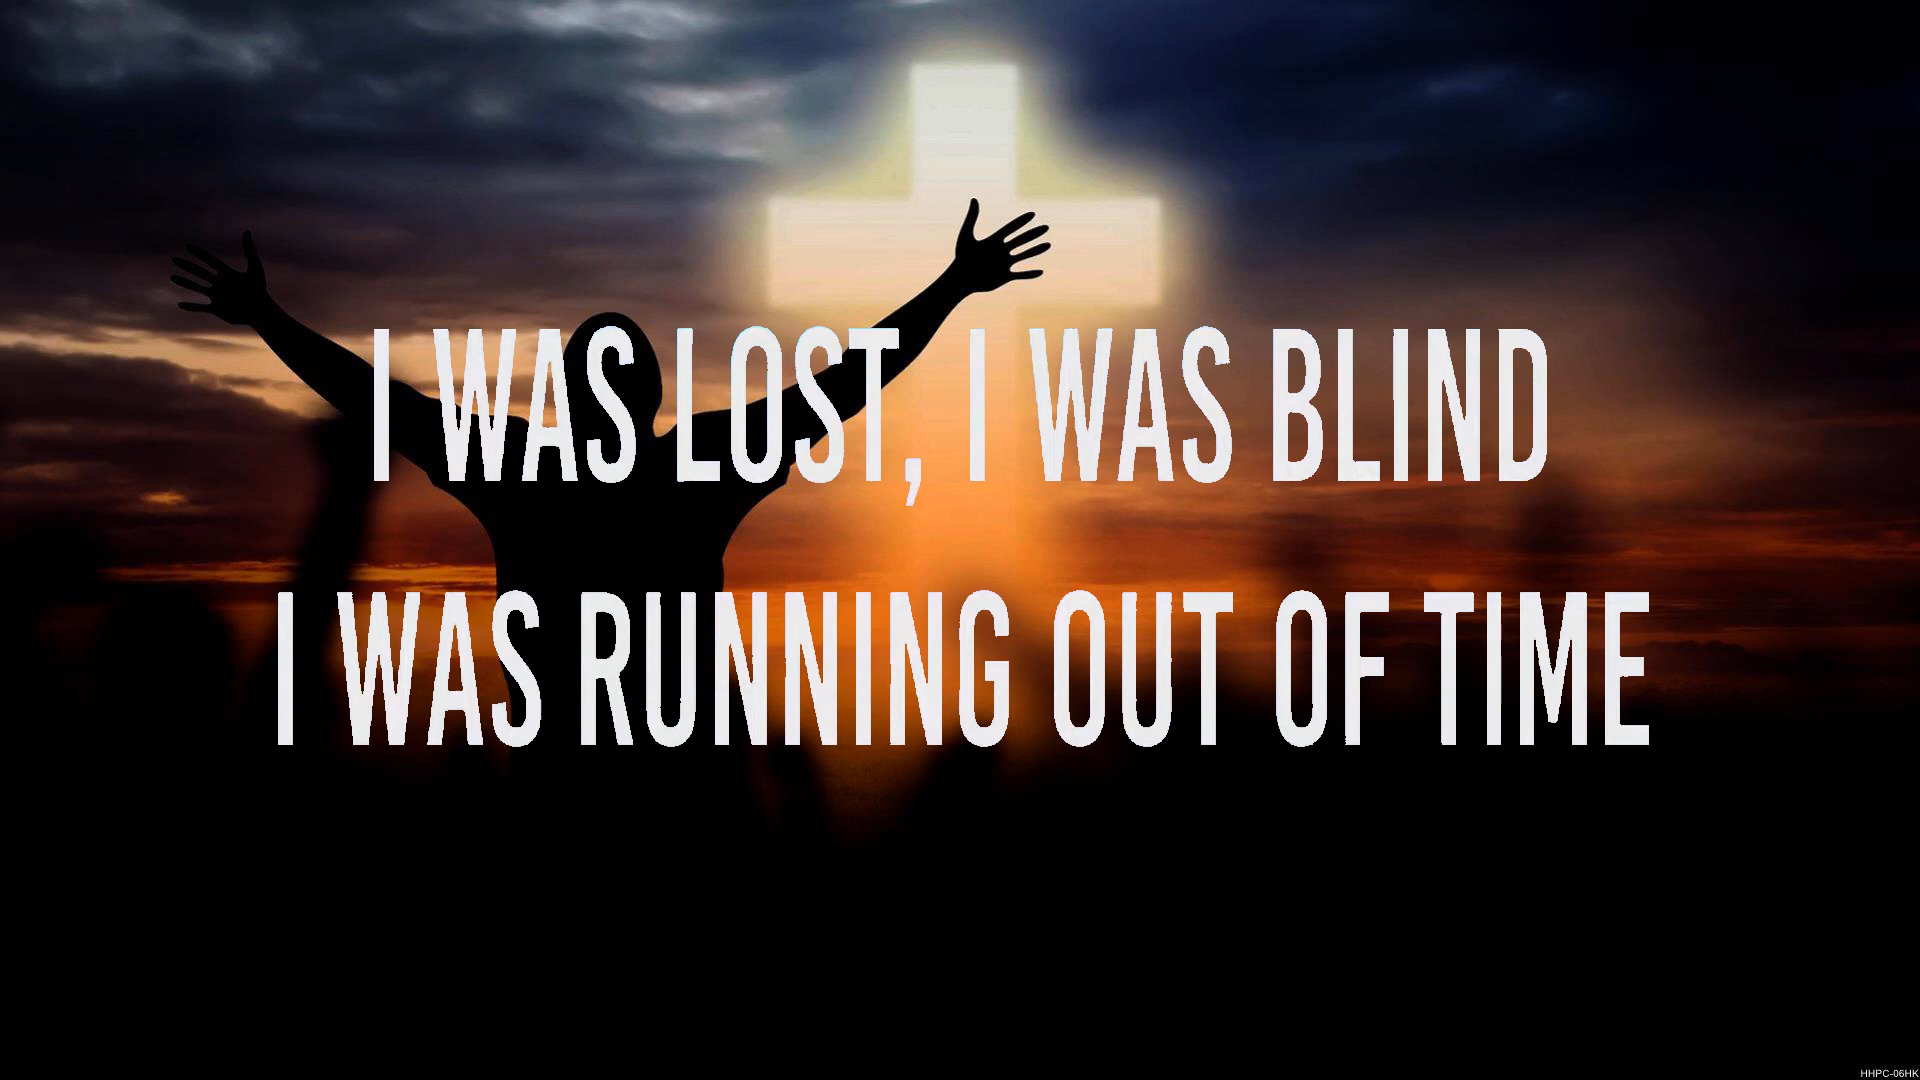 I WAS LOST, I WAS BLIND
I WAS RUNNING OUT OF TIME
HHPC-06HK